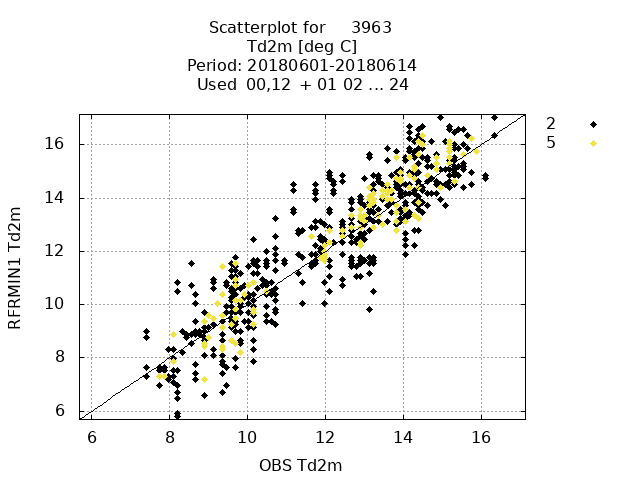 Scatterplot for 3963
Td2m [deg C]
Period: 20180601-20180614
Used 00,12 + 01 02 ... 24
2
5
RFRMIN1 Td2m
16
14
12
10
8
6
6 8 10 12 14 16
OBS Td2m